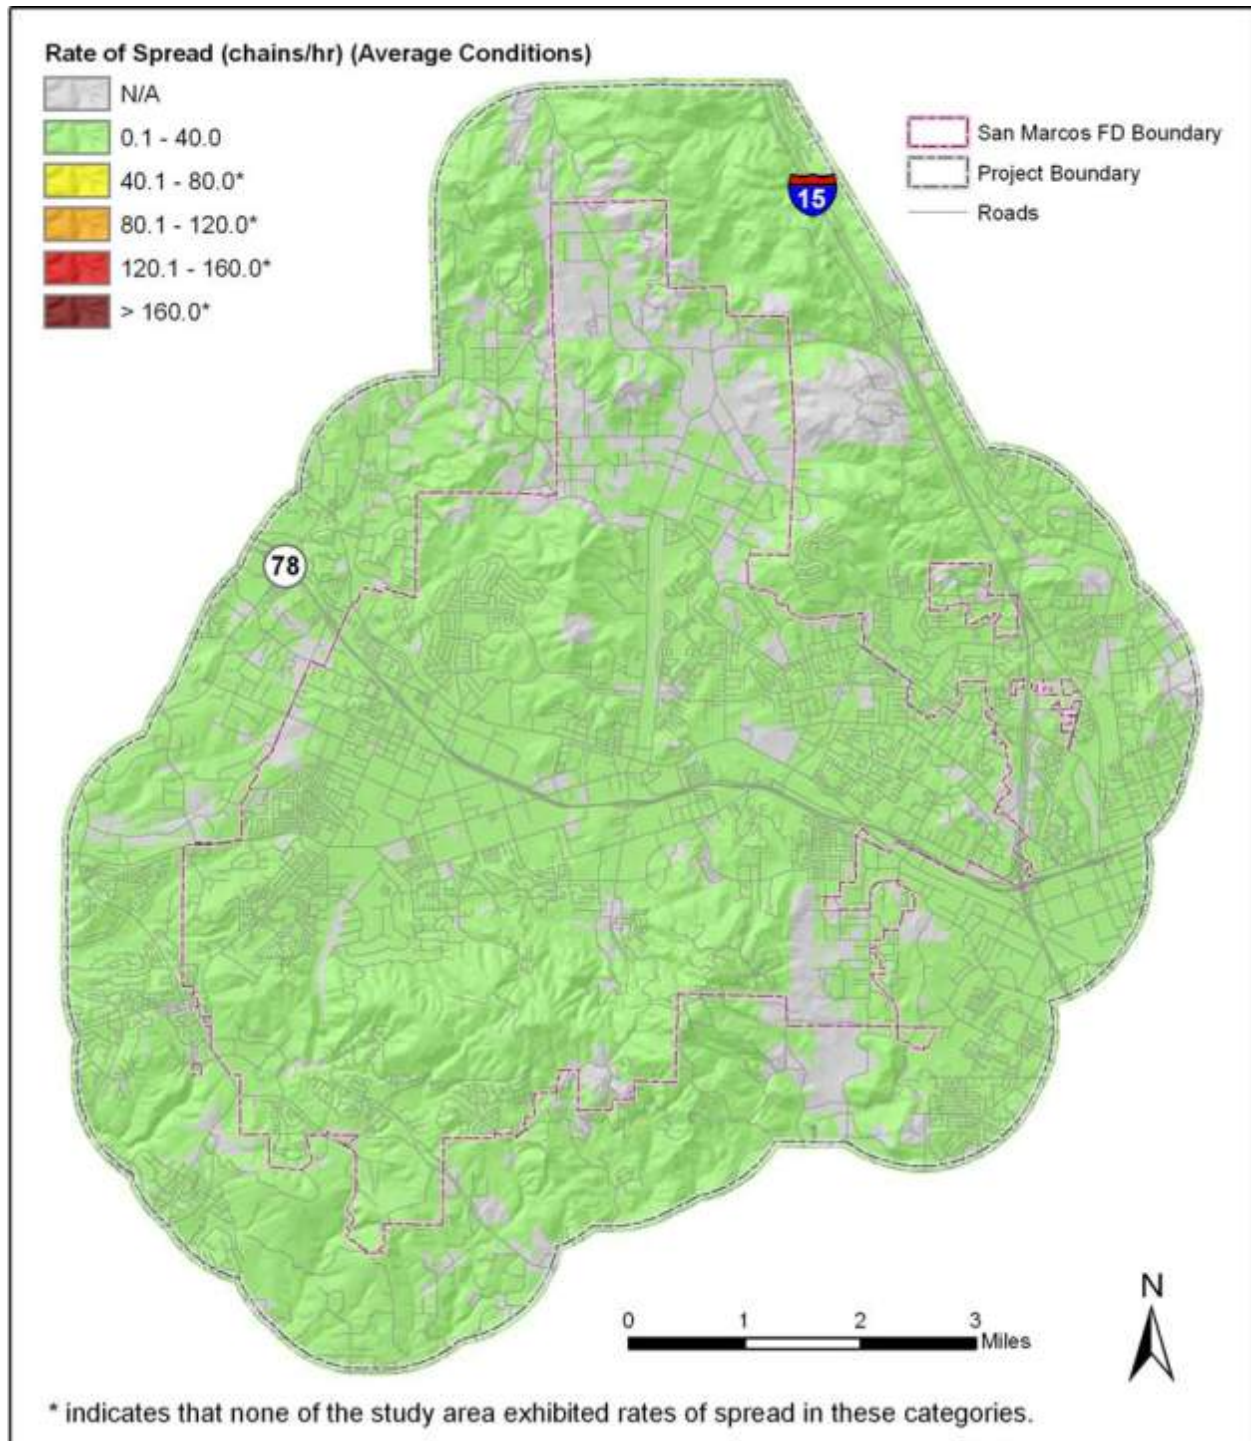 Rate of Spread (chains/hr) (Average Conditions)
N/A
0.1 - 40.0
40.1 - 80.0*
80.1 - 120.0*
120.1 - 160.0*
> 160.0*
San Marcos FD Boundary
Project Boundary
Roads
15
78
N
0 1 2 3
Miles
* indicates that none of the study area exhibited rates of spread in these categories.